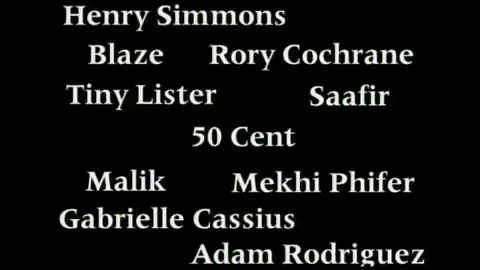 Henry Simmons
Blaze Rory Cochrane
Tiny Lister Saafir
50 Cent
Malik Mekhi Phifer
Gabrielle Cassius
Adam Rodriguez